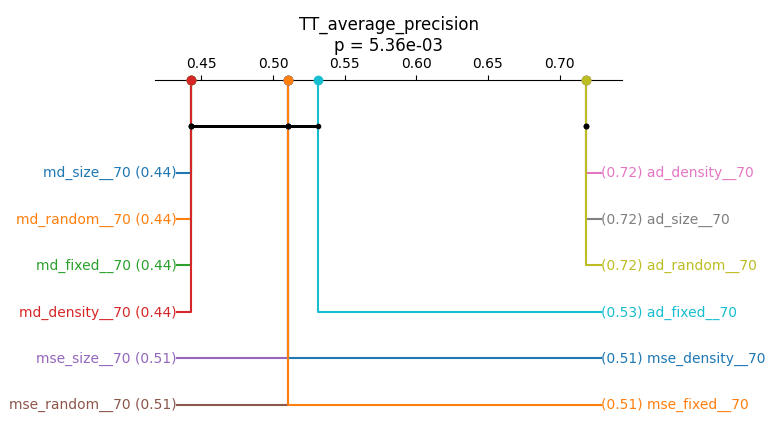 TT_average_precision
p = 5.36e-03
0.45 0.50 0.55 0.60 0.65 0.70
md_size__70 (0.44) (0.72) ad_density__70
md_random__70 (0.44) (0.72) ad_size__70
md_fixed__70 (0.44) (0.72) ad_random__70
md_density__70 (0.44) (0.53) ad_fixed__70
mse_size__70 (0.51) (0.51) mse_density__70
mse_random__70 (0.51) (0.51) mse_fixed__70